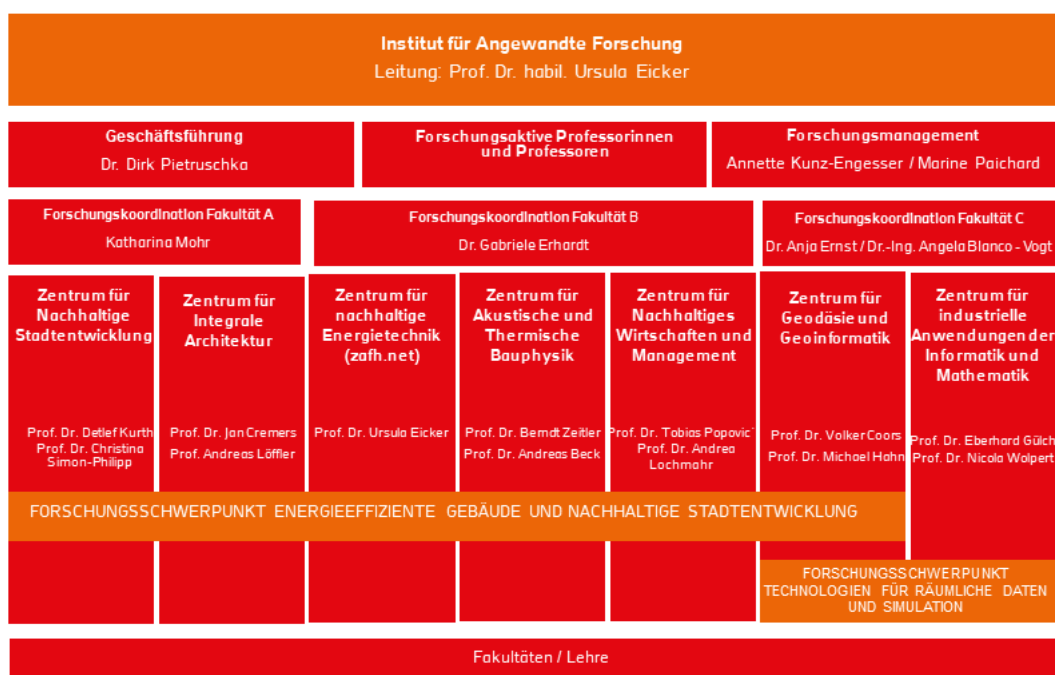 Institut für Angewandte Forschung
Leitung: Prof. Dr. habil. Ursula Eicker
Geschäftsführung
Dr. Dirk Pietruschka
Forschungsaktive Professorinnen
und Professoren
Forschungsmanagement
Annette Kunz-Engesser / Marine Paichard
Forschungskoordination Fakultät A
Katharina Mohr
Forschungskoordination Fakultät B
Dr. Gabriele Erhardt
Forschungskoordination Fakultät C
Dr. Anja Ernst / Dr.-Ing. Angela Blanco - Vogt
Zentrum für
Nachhaltige
Stadtentwicklung
Prof. Dr. Detlef Kurth
Prof. Dr. Christina
Simon-Philipp
Zentrum für
Integrale
Architektur
Prof. Dr. Jan Cremers
Prof. Andreas Löffler
Zentrum für
nachhaltige
Energietechnik
(zafh.net)
Prof. Dr. Ursula Eicker
Zentrum für
Akustische und
Thermische
Bauphysik
Prof. Dr. Berndt Zeitler
Prof. Dr. Andreas Beck
Zentrum für
Nachhaltiges
Wirtschaften und
Management
Prof. Dr. Tobias Popovic´
Prof. Dr. Andrea
Lochmahr
Zentrum für
Geodäsie und
Geoinformatik
Prof. Dr. Volker Coors
Prof. Dr. Michael Hahn
Zentrum für
industrielle
Anwendungen der
Informatik und
Mathematik
Prof. Dr. Eberhard Gülch
Prof. Dr. Nicola Wolpert
FORSCHUNGSSCHWERPUNKT ENERGIEEFFIZIENTE GEBÄUDE UND NACHHALTIGE STADTENTWICKLUNG
FORSCHUNGSSCHWERPUNKT
TECHNOLOGIEN FÜR RÄUMLICHE DATEN
UND SIMULATION
Fakultäten / Lehre